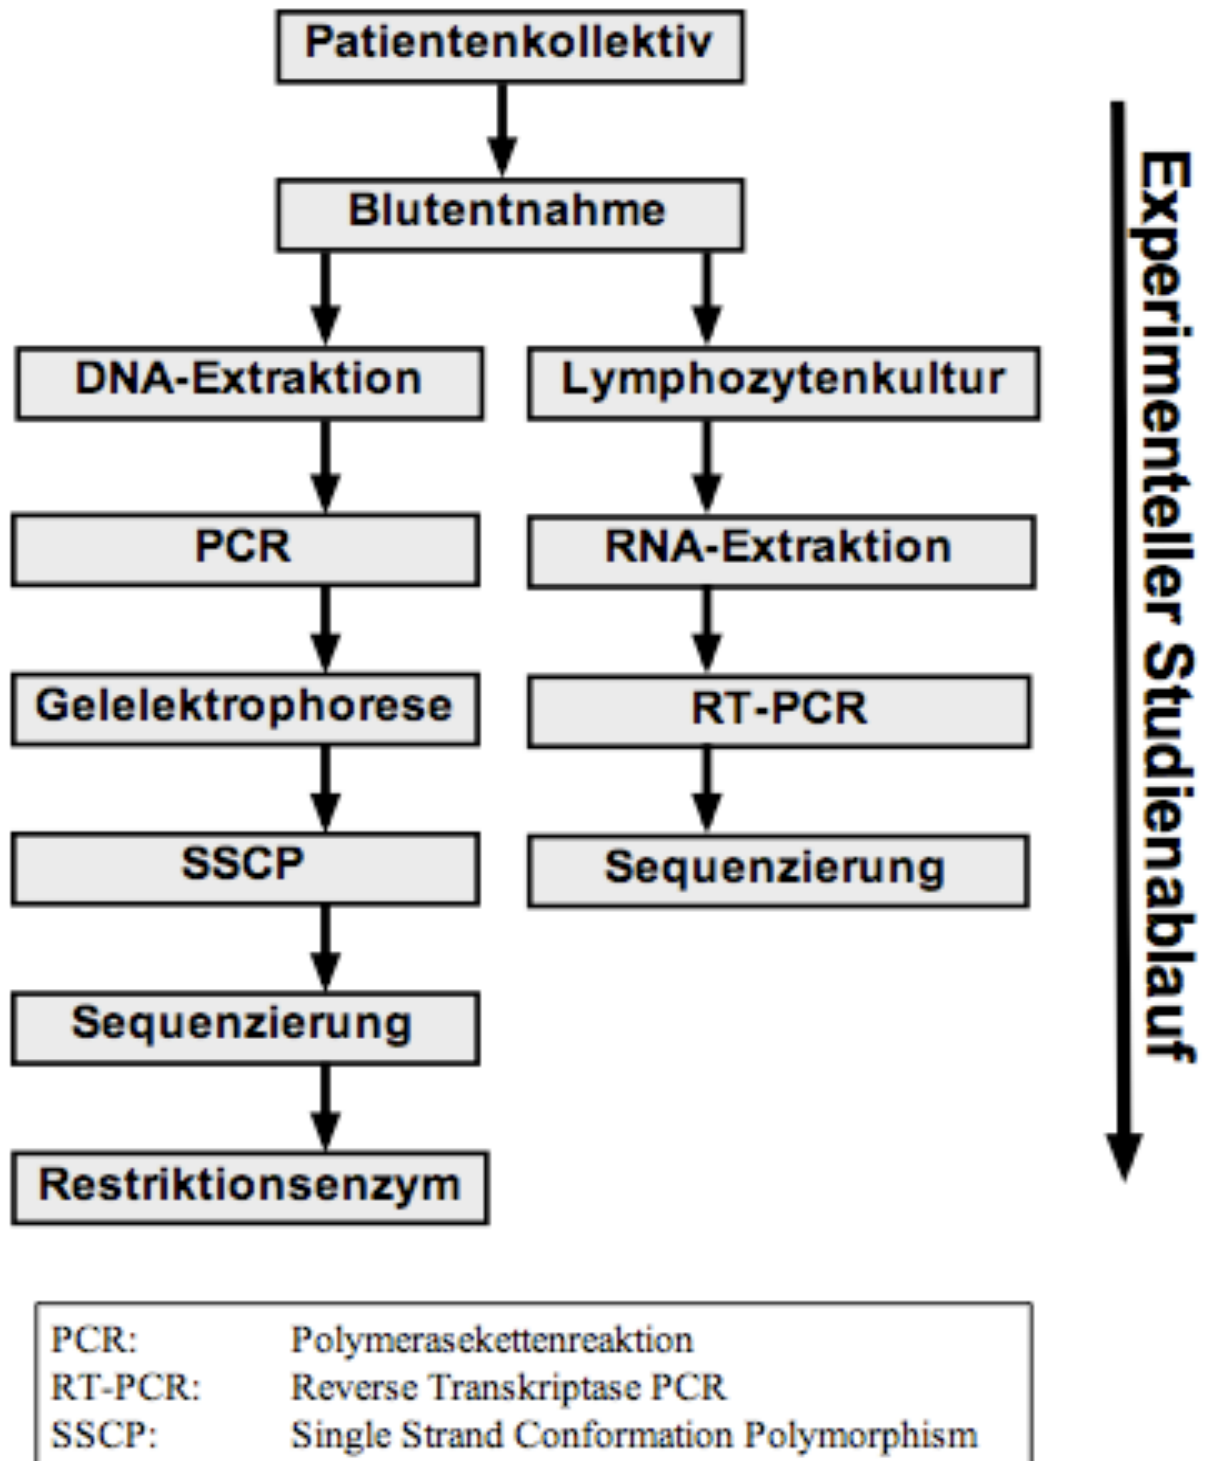 Patientenkollektiv
Blutentnahme
DNA-Extraktion
PCR
Gelelektrophorese
SSCP
Sequenzierung
Restriktionsenzym
Lymphozytenkultur
RNA-Extraktion
RT-PCR
Sequenzierung
Experimenteller Studienablauf
PCR: Polymerasekettenreaktion
RT-PCR: Reverse Transkriptase PCR
SSCP: Single Strand Conformation Polymorphism